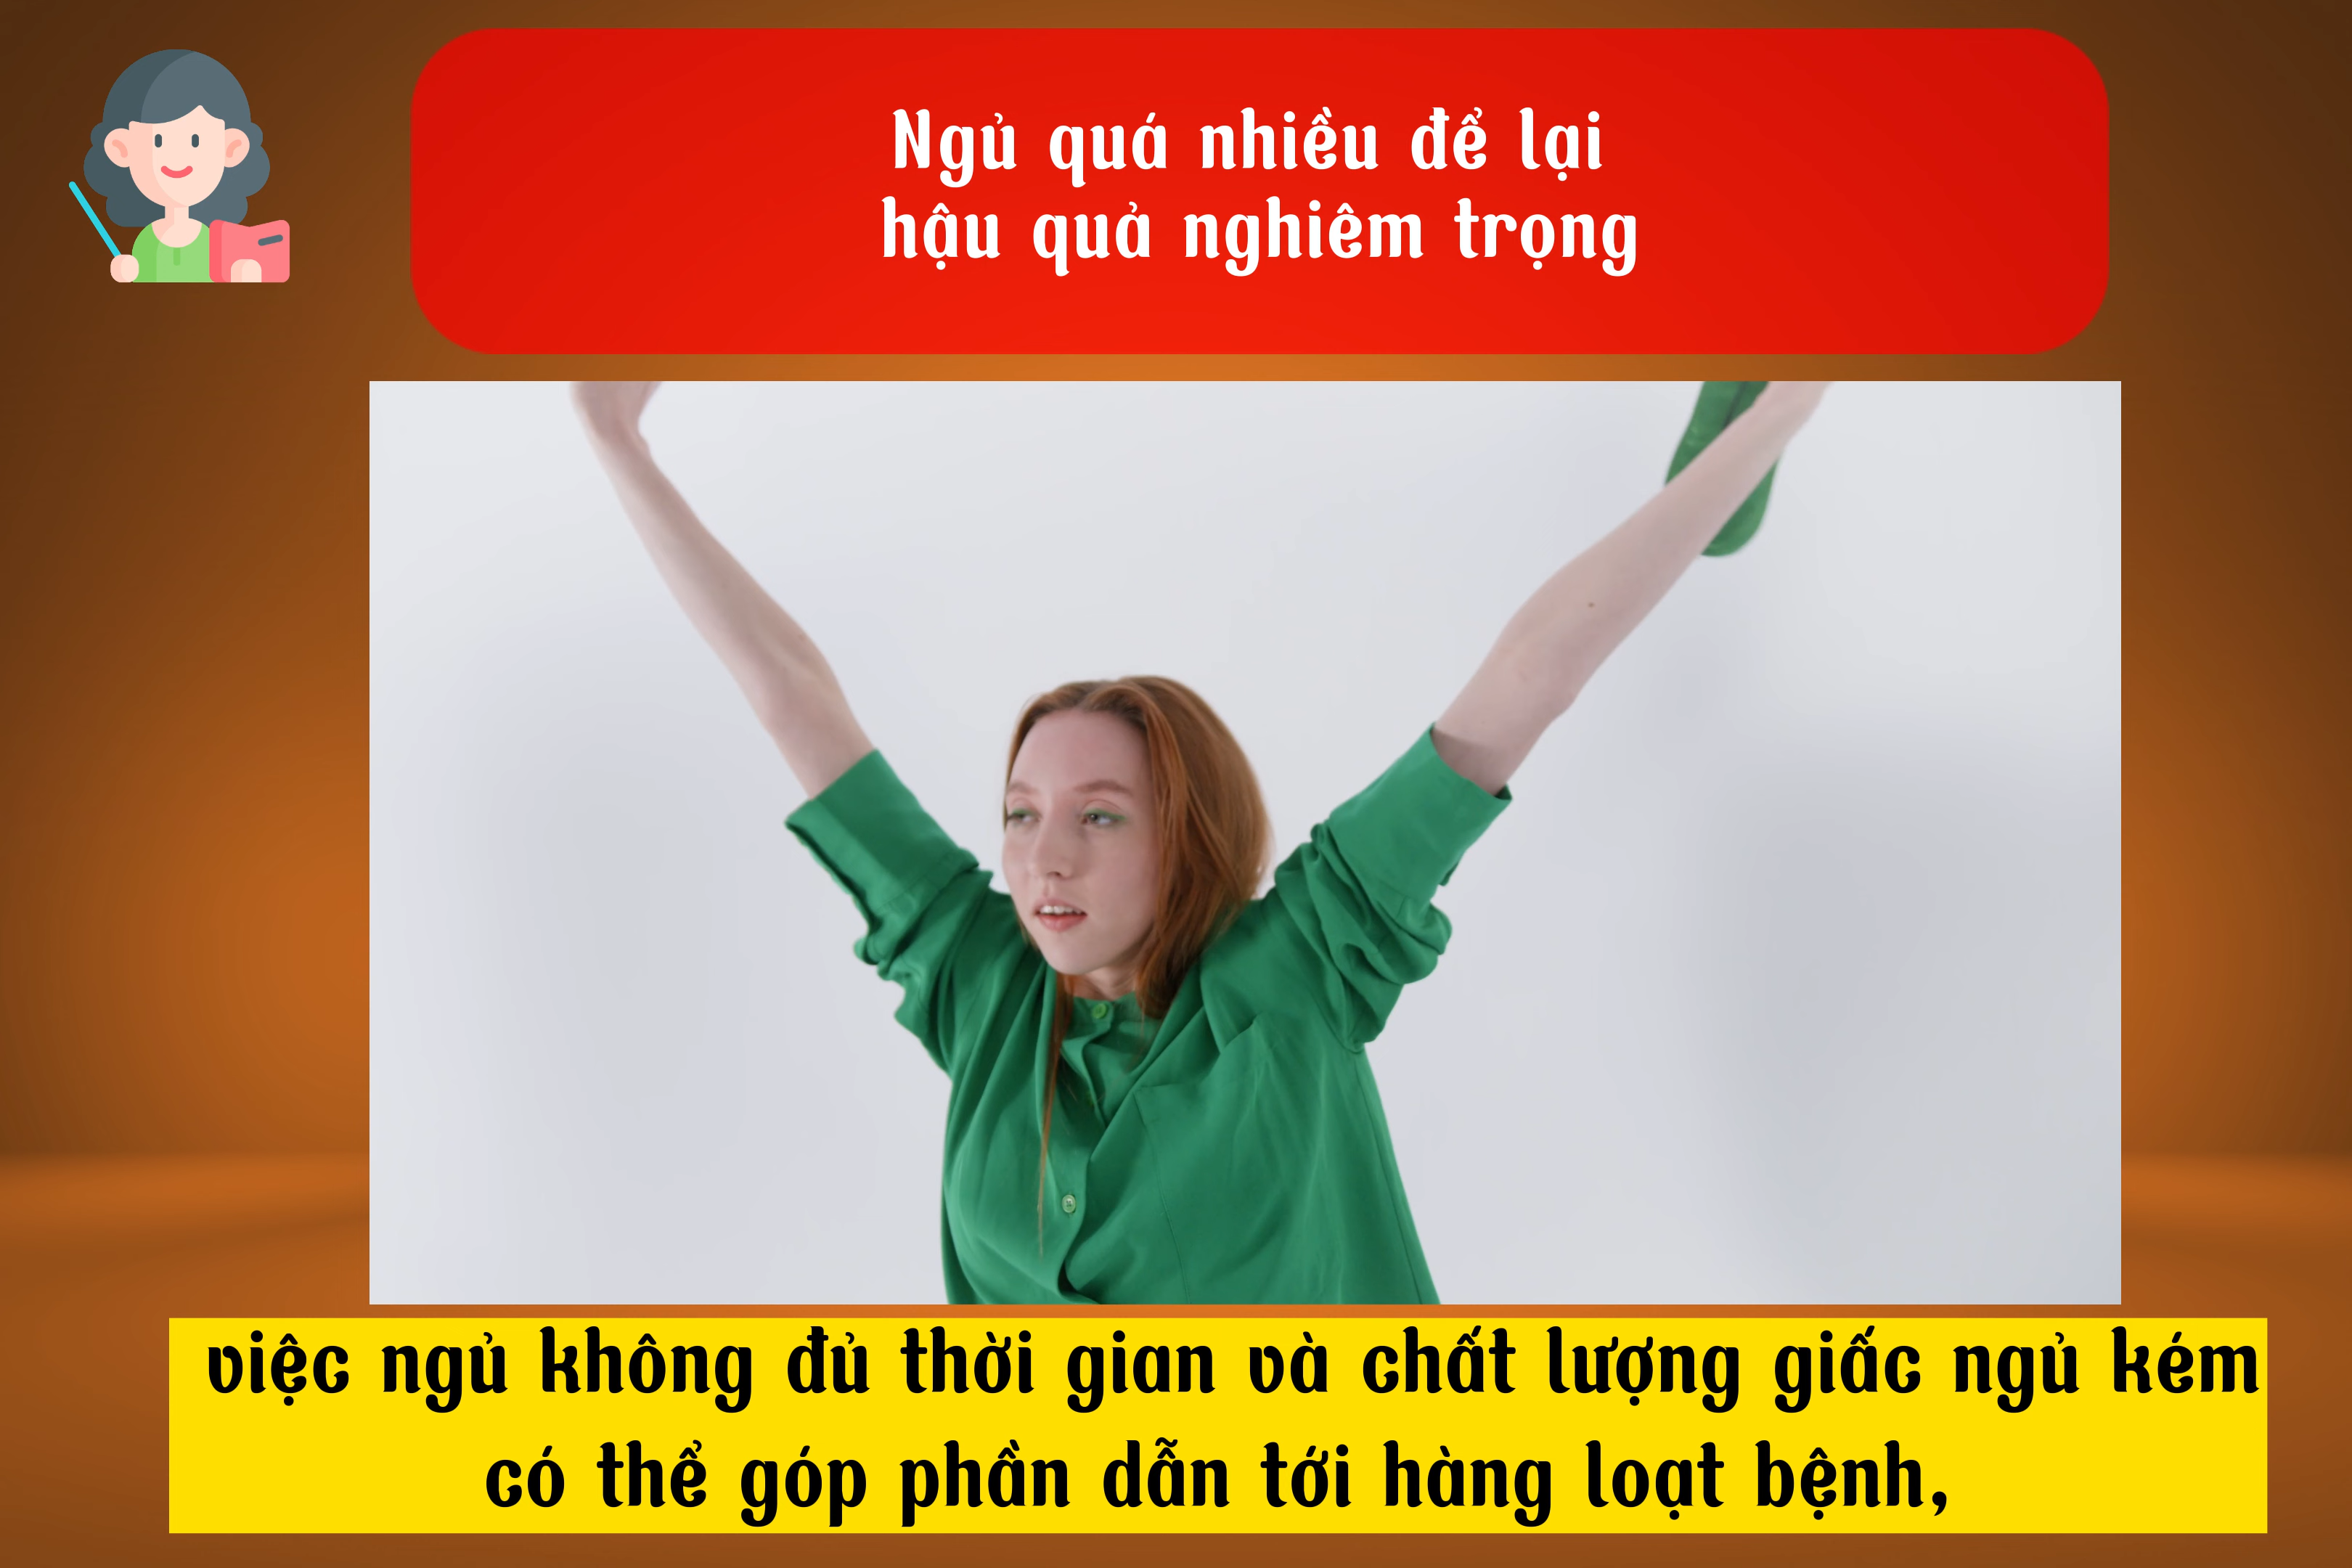 Ngủ quá nhiều để lại
hậu quả nghiêm trọng
việc ngủ không đủ thời gian và chất lượng giấc ngủ kém
có thể góp phần dẫn tới hàng loạt bệnh,